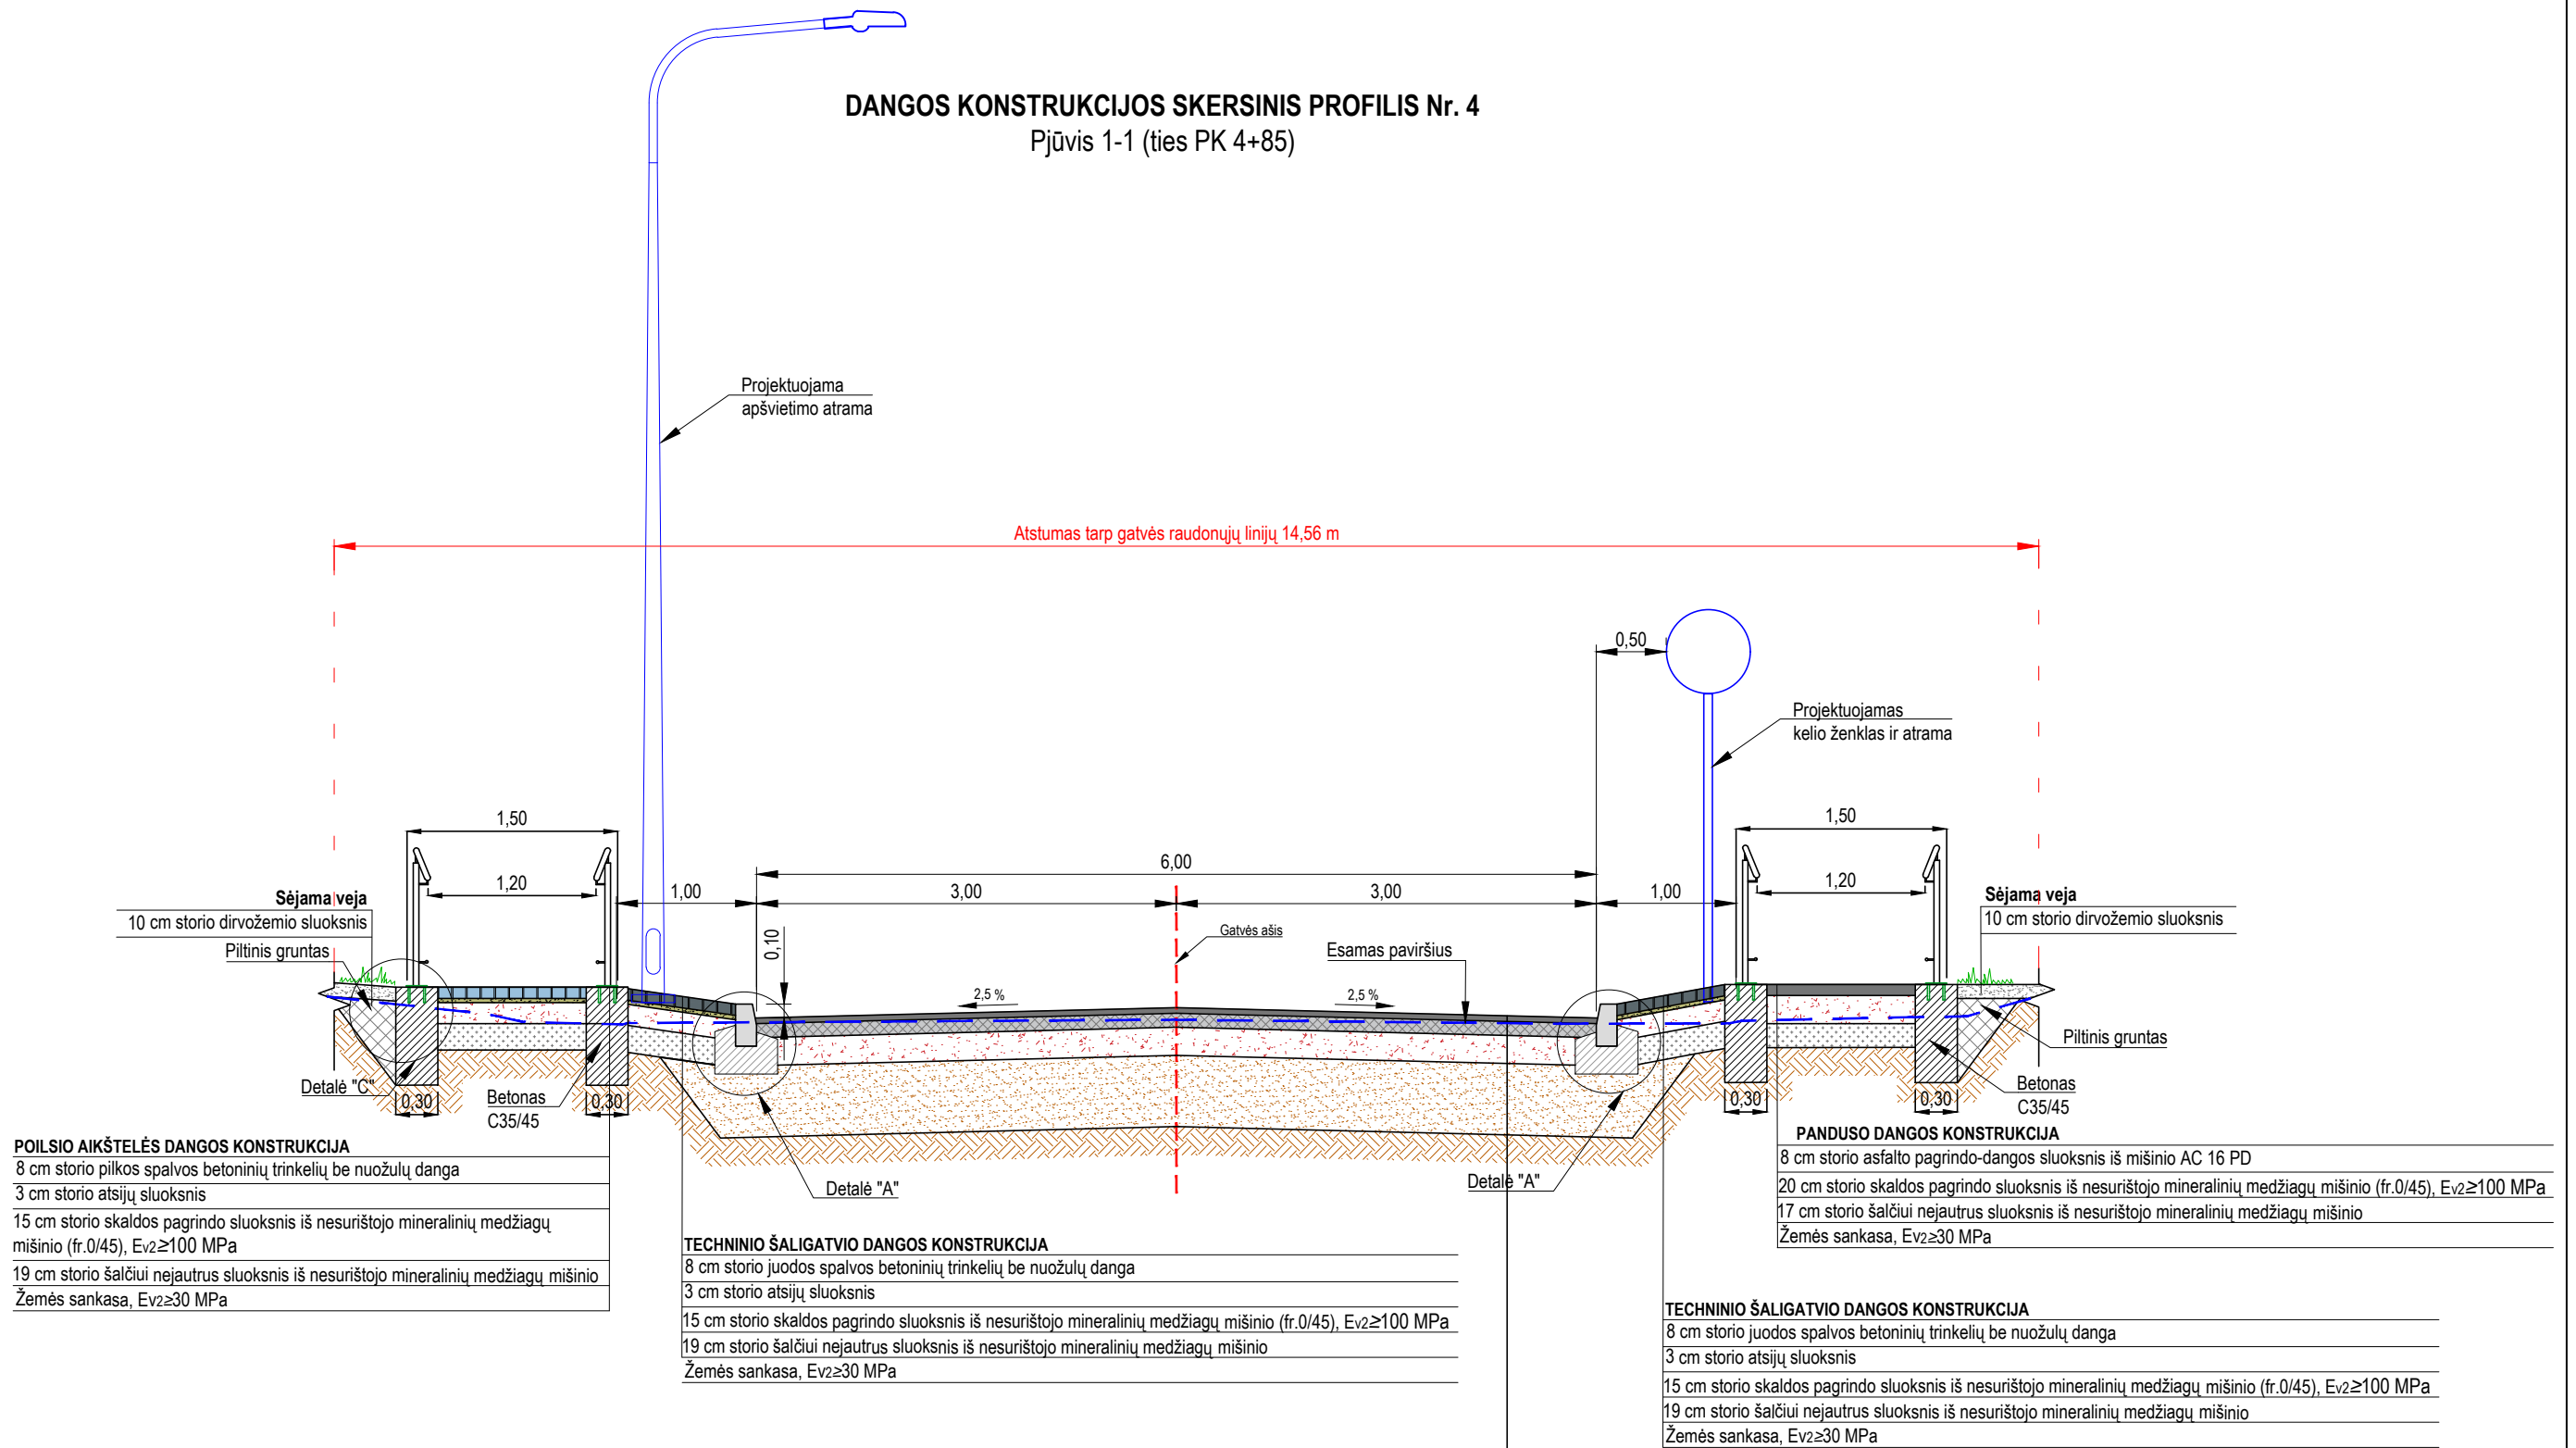 DANGOS KONSTRUKCIJOS SKERSINIS PROFILIS Nr. 4
Pjūvis 1-1 (ties PK 4+85)
Projektuojama
apšvietimo atrama
Atstumas tarp gatvės raudonųjų linijų 14,56 m
0,50
Projektuojamas
kelio ženklas ir atrama
1,50
1,50
6,00
1,20
1,20
1,00
3,00
3,00
1,00
Sėjama veja
10 cm storio dirvožemio sluoksnis
Piltinis gruntas
0,10
Gatvės ašis
Esamas paviršius
Sėjama veja
10 cm storio dirvožemio sluoksnis
2,5 %
2,5 %
Piltinis gruntas
Detalė "C"
0,30
Betonas
C35/45
0,30
0,30
0,30
Betonas
C35/45
Detalė "A"
Detalė "A"
POILSIO AIKŠTELĖS DANGOS KONSTRUKCIJA
8 cm storio pilkos spalvos betoninių trinkelių be nuožulų danga
3 cm storio atsijų sluoksnis
15 cm storio skaldos pagrindo sluoksnis iš nesurištojo mineralinių medžiagų
mišinio (fr.0/45), Ev2≥100 MPa
19 cm storio šalčiui nejautrus sluoksnis iš nesurištojo mineralinių medžiagų mišinio
Žemės sankasa, Ev2≥30 MPa
TECHNINIO ŠALIGATVIO DANGOS KONSTRUKCIJA
8 cm storio juodos spalvos betoninių trinkelių be nuožulų danga
3 cm storio atsijų sluoksnis
15 cm storio skaldos pagrindo sluoksnis iš nesurištojo mineralinių medžiagų mišinio (fr.0/45), Ev2≥100 MPa
19 cm storio šalčiui nejautrus sluoksnis iš nesurištojo mineralinių medžiagų mišinio
Žemės sankasa, Ev2≥30 MPa
PANDUSO DANGOS KONSTRUKCIJA
8 cm storio asfalto pagrindo-dangos sluoksnis iš mišinio AC 16 PD
20 cm storio skaldos pagrindo sluoksnis iš nesurištojo mineralinių medžiagų mišinio (fr.0/45), Ev2≥100 MPa
17 cm storio šalčiui nejautrus sluoksnis iš nesurištojo mineralinių medžiagų mišinio
Žemės sankasa, Ev2≥30 MPa
TECHNINIO ŠALIGATVIO DANGOS KONSTRUKCIJA
8 cm storio juodos spalvos betoninių trinkelių be nuožulų danga
3 cm storio atsijų sluoksnis
15 cm storio skaldos pagrindo sluoksnis iš nesurištojo mineralinių medžiagų mišinio (fr.0/45), Ev2≥100 MPa
19 cm storio šalčiui nejautrus sluoksnis iš nesurištojo mineralinių medžiagų mišinio
Žemės sankasa, Ev2≥30 MPa